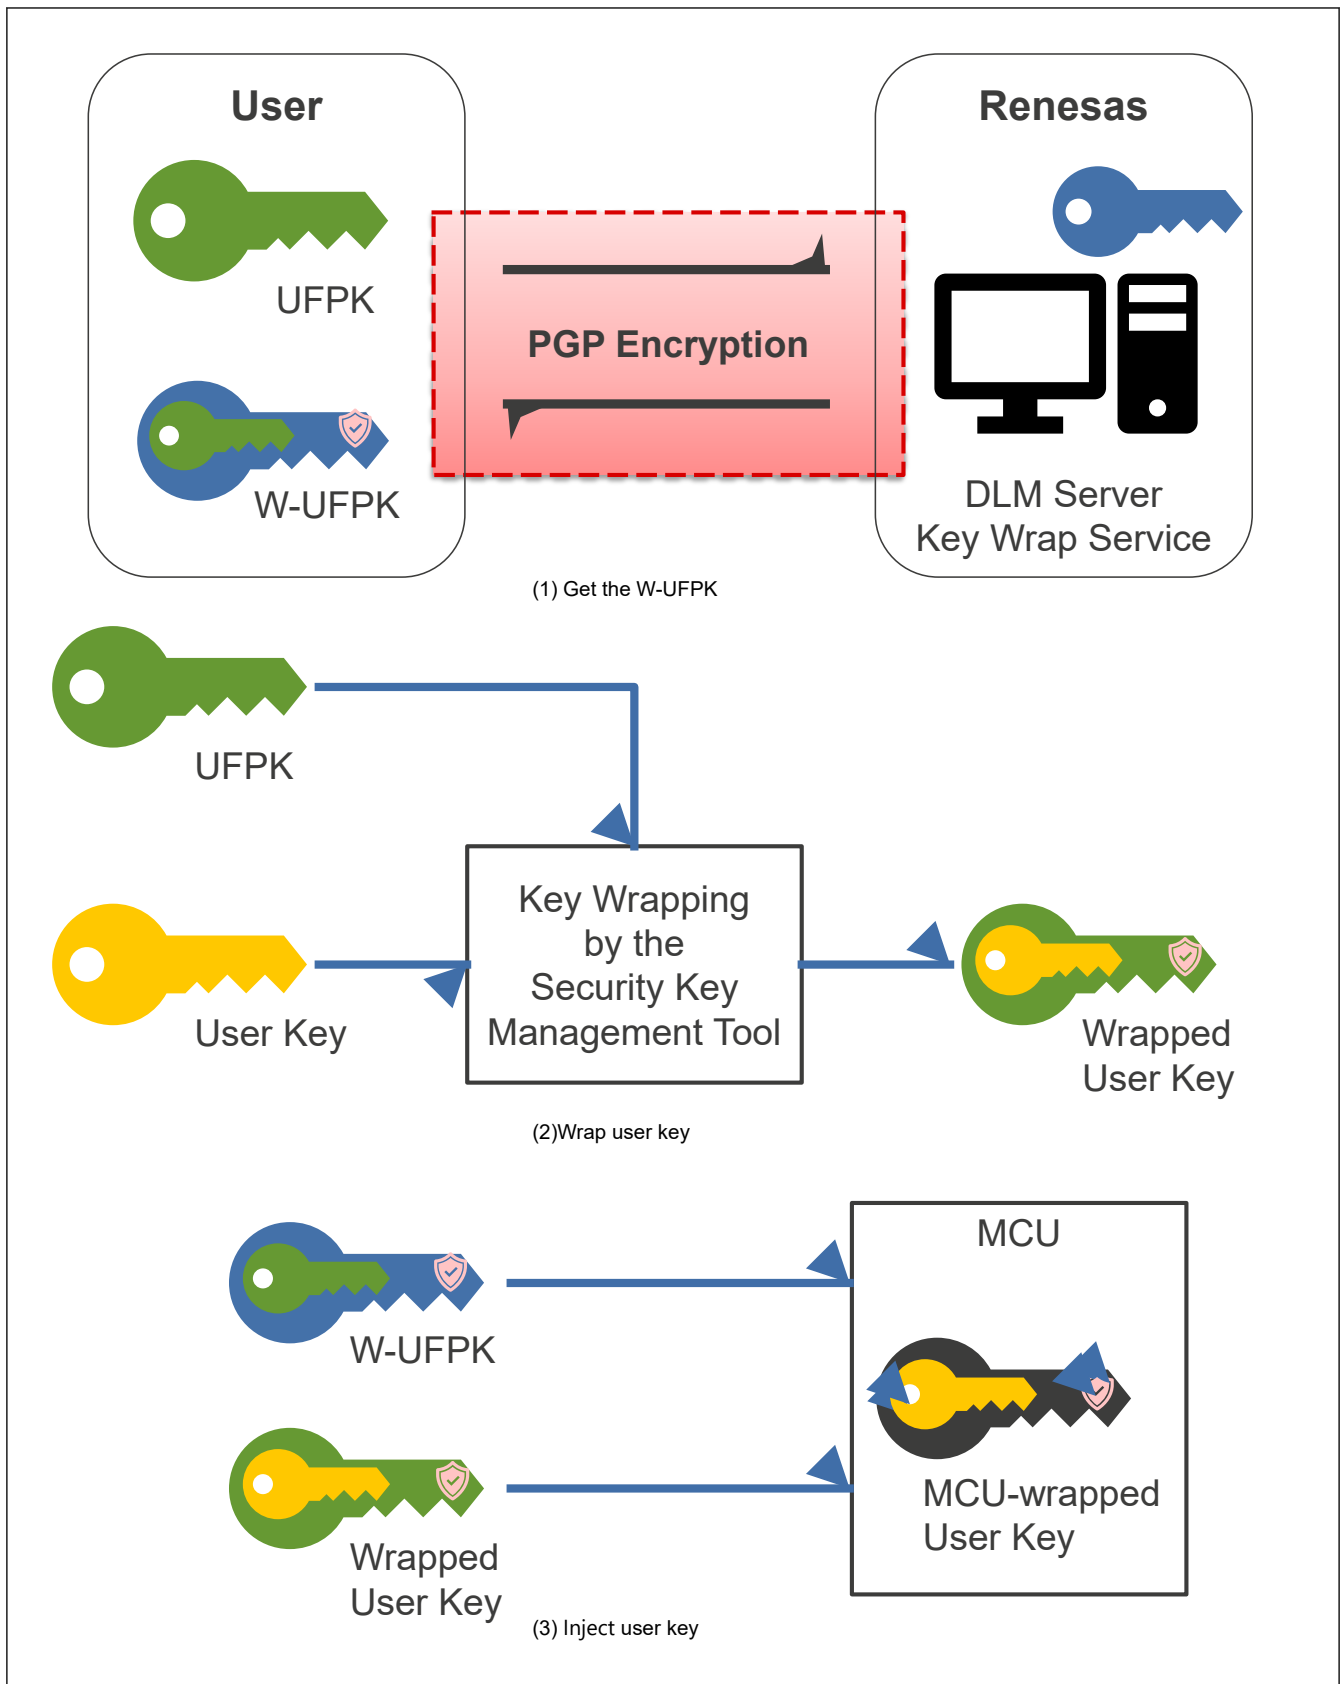 User
Renesas
UFPK
PGP Encryption
W-UFPK
DLM Server
Key Wrap Service
(1) Get the W-UFPK
UFPK
Key Wrapping
by the
Security Key
Management Tool
User Key
Wrapped
User Key
(2)Wrap user key
MCU
W-UFPK
MCU-wrapped
User Key
Wrapped
User Key
(3) Inject user key